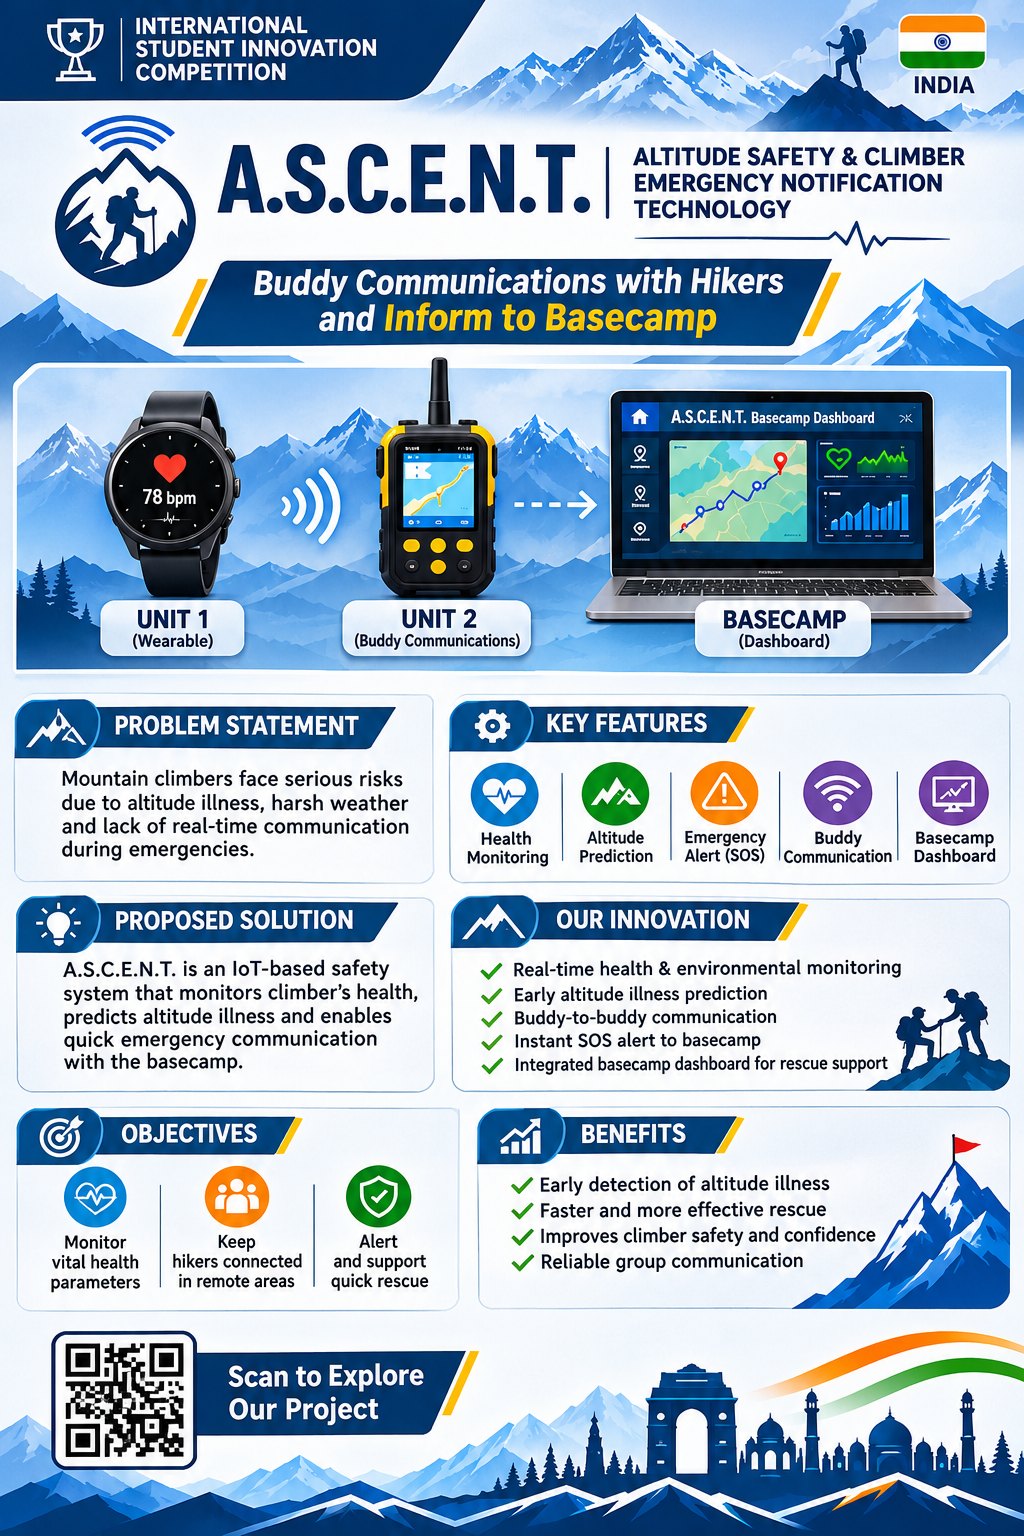 INTERNATIONAL
STUDENT INNOVATION
COMPETITION
INDIA
A.S.C.E.N.T.
ALTITUDE SAFETY & CLIMBER
EMERGENCY NOTIFICATION
TECHNOLOGY
Buddy Communications with Hikers
and Inform to Basecamp
78 bpm
A.S.C.E.N.T. Basecamp Dashboard
UNIT 1
(Wearable)
UNIT 2
(Buddy Communications)
BASECAMP
(Dashboard)
PROBLEM STATEMENT
Mountain climbers face serious risks
due to altitude illness, harsh weather
and lack of real-time communication
during emergencies.
KEY FEATURES
Health
Monitoring
Altitude
Prediction
Emergency
Alert (SOS)
Buddy
Communication
Basecamp
Dashboard
PROPOSED SOLUTION
A.S.C.E.N.T. is an IoT-based safety
system that monitors climber's health,
predicts altitude illness and enables
quick emergency communication
with the basecamp.
OUR INNOVATION
Real-time health & environmental monitoring
Early altitude illness prediction
Buddy-to-buddy communication
Instant SOS alert to basecamp
Integrated basecamp dashboard for rescue support
OBJECTIVES
Monitor
vital health
parameters
Keep
hikers connected
in remote areas
Alert
and support
quick rescue
BENEFITS
Early detection of altitude illness
Faster and more effective rescue
Improves climber safety and confidence
Reliable group communication
Scan to Explore
Our Project